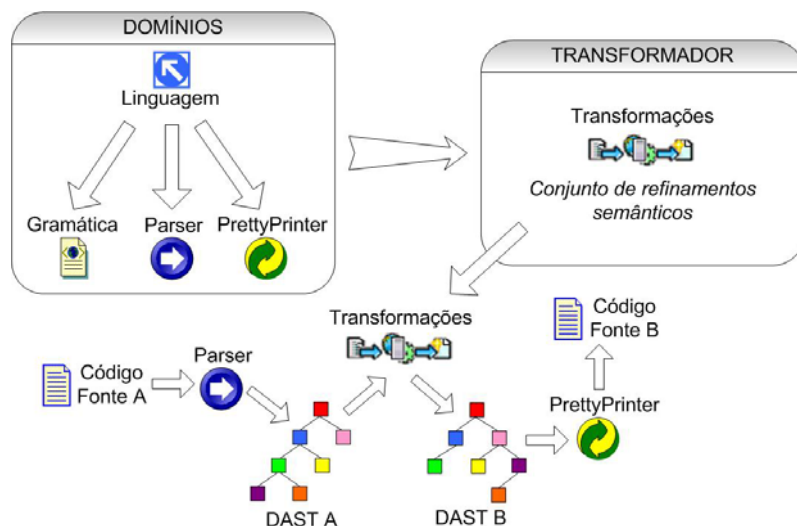 DOMÍNIOS
Linguagem
Gramática
Parser
PrettyPrinter
TRANSFORMADOR
Transformações
Conjunto de refinamentos
semânticos
Transformações
Código
Fonte A
Parser
DAST A
DAST B
PrettyPrinter
Código
Fonte B